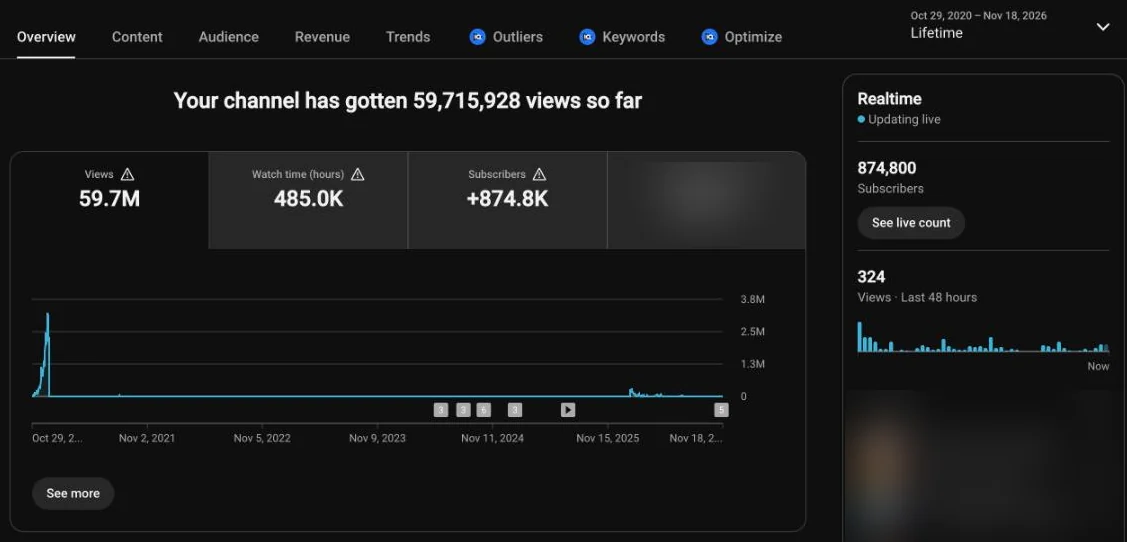 Oct 29, 2020 – Nov 18, 2026
Overview Content Audience Revenue Trends Outliers Keywords Optimize Lifetime
Your channel has gotten 59,715,928 views so far
Views
59.7M
Watch time (hours)
485.0K
Subscribers
+874.8K
3.8M
2.5M
1.3M
0
3 3 6 3 5
Oct 29, 2... Nov 2, 2021 Nov 5, 2022 Nov 9, 2023 Nov 11, 2024 Nov 15, 2025 Nov 18, 2...
See more
Realtime
Updating live
874,800
Subscribers
See live count
324
Views · Last 48 hours
Now